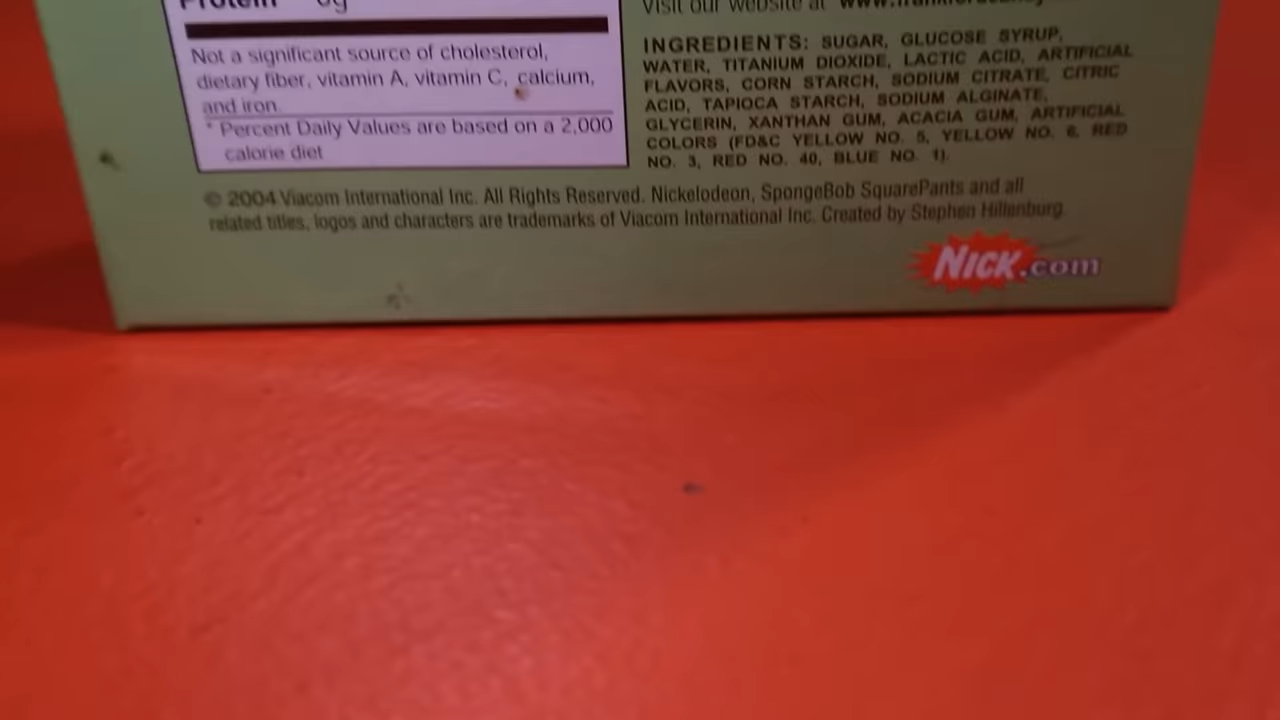 Protein 0g
Not a significant source of cholesterol,
dietary fiber, vitamin A, vitamin C, calcium,
and iron.
* Percent Daily Values are based on a 2,000
calorie diet
Visit our website at
INGREDIENTS: SUGAR, GLUCOSE SYRUP,
WATER, TITANIUM DIOXIDE, LACTIC ACID, ARTIFICIAL
FLAVORS, CORN STARCH, SODIUM CITRATE, CITRIC
ACID, TAPIOCA STARCH, SODIUM ALGINATE,
GLYCERIN, XANTHAN GUM, ACACIA GUM, ARTIFICIAL
COLORS (FD&C YELLOW NO. 5, YELLOW NO. 6, RED
NO. 3, RED NO. 40, BLUE NO. 1).
© 2004 Viacom International Inc. All Rights Reserved. Nickelodeon, SpongeBob SquarePants and all
related titles, logos and characters are trademarks of Viacom International Inc. Created by Stephen Hillenburg.
NICK.com